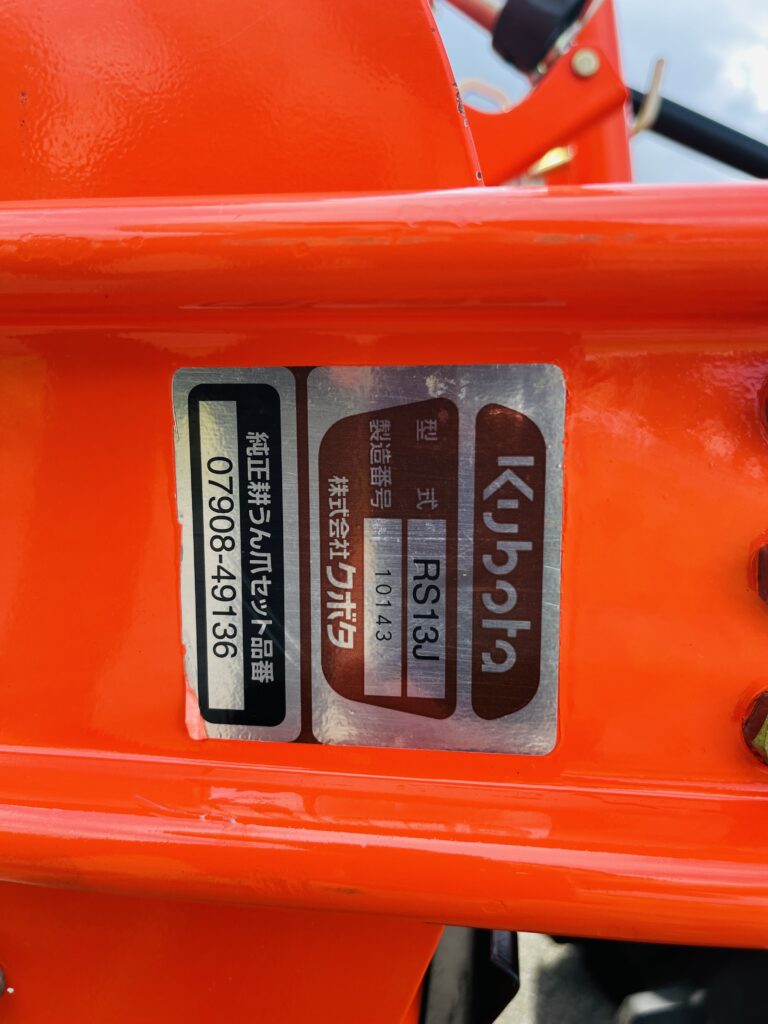 Kubota
型式 RS13J
製造番号 10143
株式会社クボタ
純正耕うん爪セット品番
07908-49136